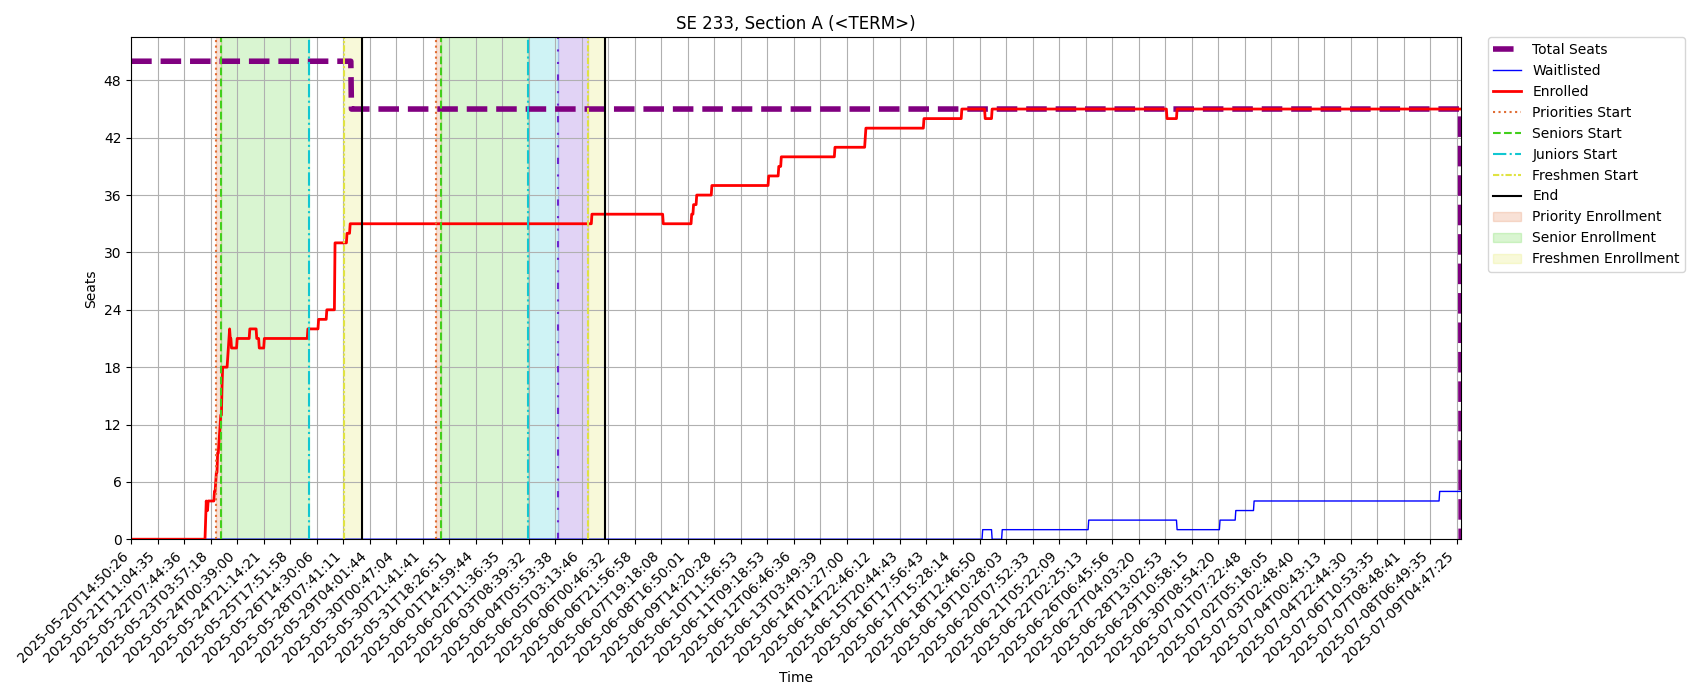 SE 233, Section A (<TERM>)
Total Seats
Waitlisted
Enrolled
Priorities Start
Seniors Start
Juniors Start
Freshmen Start
End
Priority Enrollment
Senior Enrollment
Freshmen Enrollment
Seats
48
42
36
30
24
18
12
6
0
2025-05-20T14:50:26
2025-05-21T11:04:35
2025-05-22T07:44:36
2025-05-23T03:57:18
2025-05-24T00:39:00
2025-05-24T21:14:21
2025-05-25T17:51:58
2025-05-26T14:30:06
2025-05-28T07:41:11
2025-05-29T04:01:44
2025-05-30T00:47:04
2025-05-30T21:41:41
2025-05-31T18:26:51
2025-06-01T14:59:44
2025-06-02T11:36:35
2025-06-03T08:39:32
2025-06-04T05:53:38
2025-06-05T03:13:46
2025-06-06T00:46:32
2025-06-06T21:56:58
2025-06-07T19:18:08
2025-06-08T16:50:01
2025-06-09T14:20:28
2025-06-10T11:56:53
2025-06-11T09:18:53
2025-06-12T06:46:36
2025-06-13T03:49:39
2025-06-14T01:27:00
2025-06-14T22:46:12
2025-06-15T20:44:43
2025-06-16T17:56:43
2025-06-17T15:28:14
2025-06-18T12:46:50
2025-06-19T10:28:03
2025-06-20T07:52:33
2025-06-21T05:22:09
2025-06-22T02:25:13
2025-06-26T06:45:56
2025-06-27T04:03:20
2025-06-28T13:02:53
2025-06-29T10:58:15
2025-06-30T08:54:20
2025-07-01T07:22:48
2025-07-02T05:18:05
2025-07-03T02:48:40
2025-07-04T00:43:13
2025-07-04T22:44:30
2025-07-06T10:53:35
2025-07-07T08:48:41
2025-07-08T06:49:35
2025-07-09T04:47:25
Time